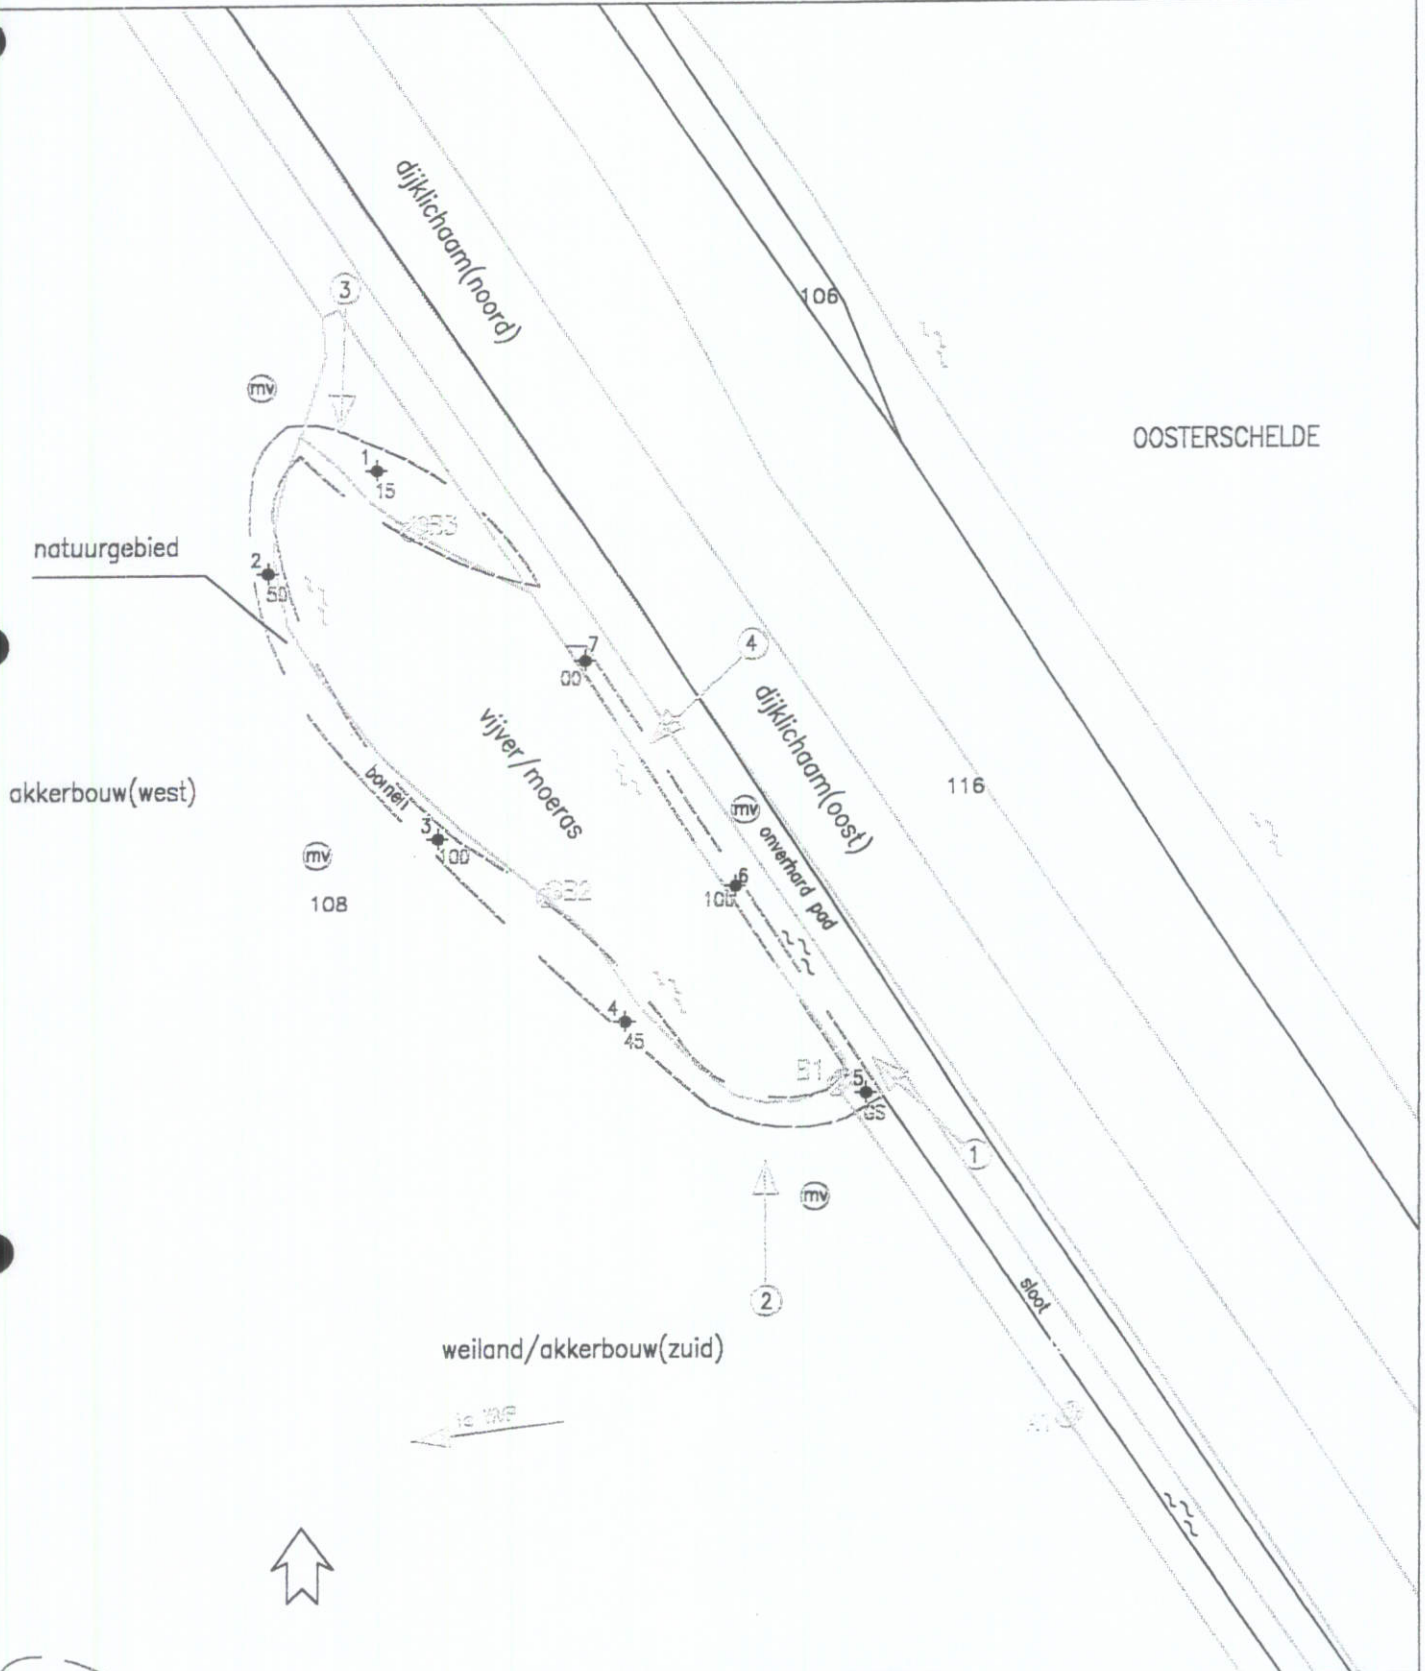 dijklichaam(noord)
3
106
mv
OOSTERSCHELDE
1
15
B3
natuurgebied
2
50
7
00
4
dijklichaam(oost)
vijver/moeras
116
akkerbouw(west)
mv
onverhard pad
3
100
mv
108
6
100
B2
4
45
B1
5
GS
1
mv
sloot
2
weiland/akkerbouw(zuid)